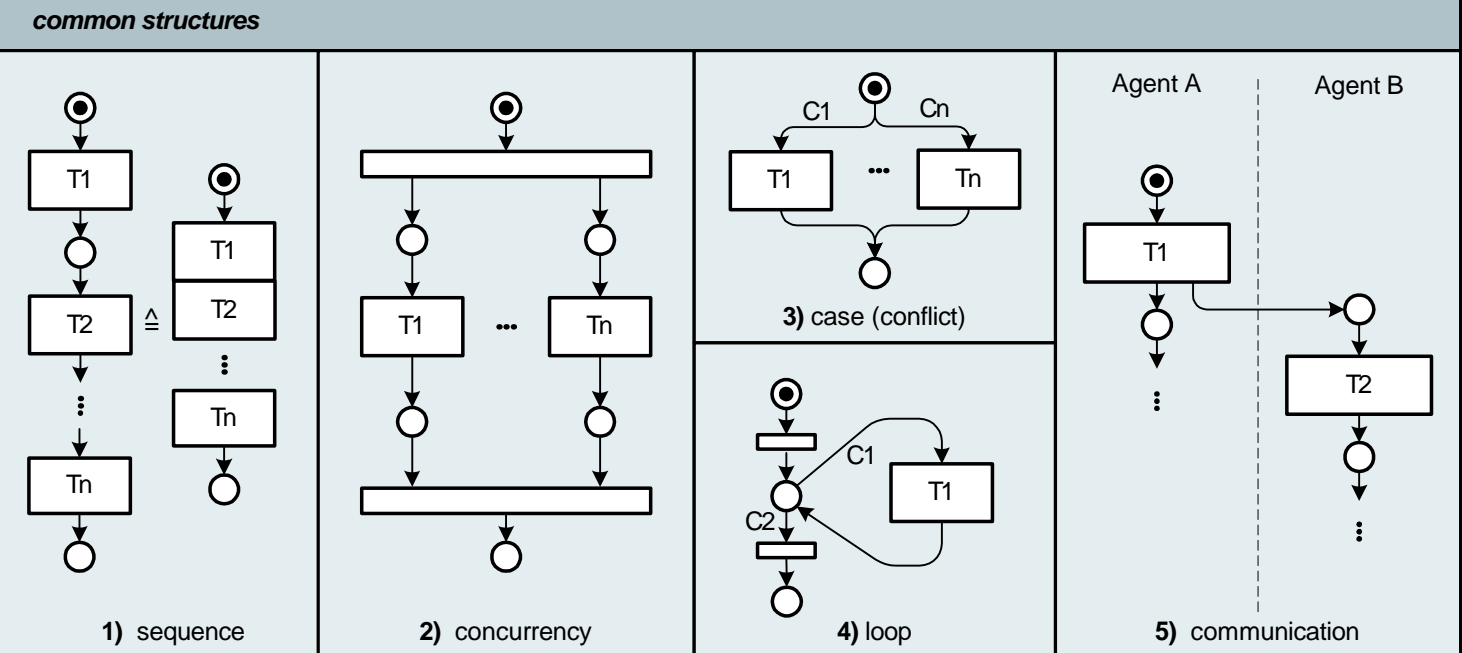 common structures
T1
T2
Tn
≙
T1
T2
Tn
1) sequence
T1
...
Tn
2) concurrency
C1
Cn
T1
...
Tn
3) case (conflict)
C1
T1
C2
4) loop
Agent A
Agent B
T1
T2
5) communication